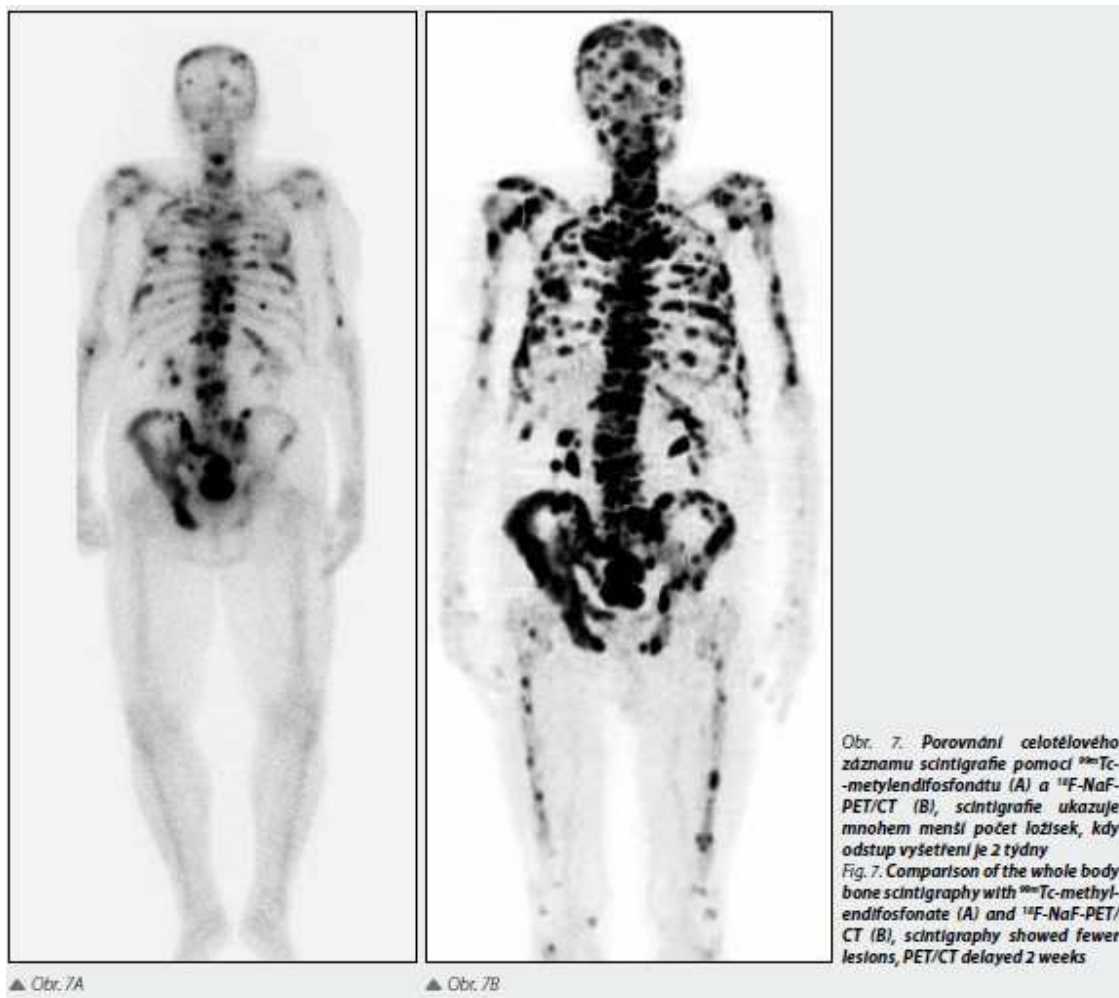 Obr. 7. Porovnání celotělového
záznamu scintigrafie pomocí ⁹⁹ᵐTc-
-metylendifosfonátu (A) a ¹⁸F-NaF-
PET/CT (B), scintigrafie ukazuje
mnohem menší počet ložisek, kdy
odstup vyšetření je 2 týdny
Fig. 7. Comparison of the whole body
bone scintigraphy with ⁹⁹ᵐTc-methyl-
endifosfonate (A) and ¹⁸F-NaF-PET/
CT (B), scintigraphy showed fewer
lesions, PET/CT delayed 2 weeks
▲ Obr. 7A
▲ Obr. 7B